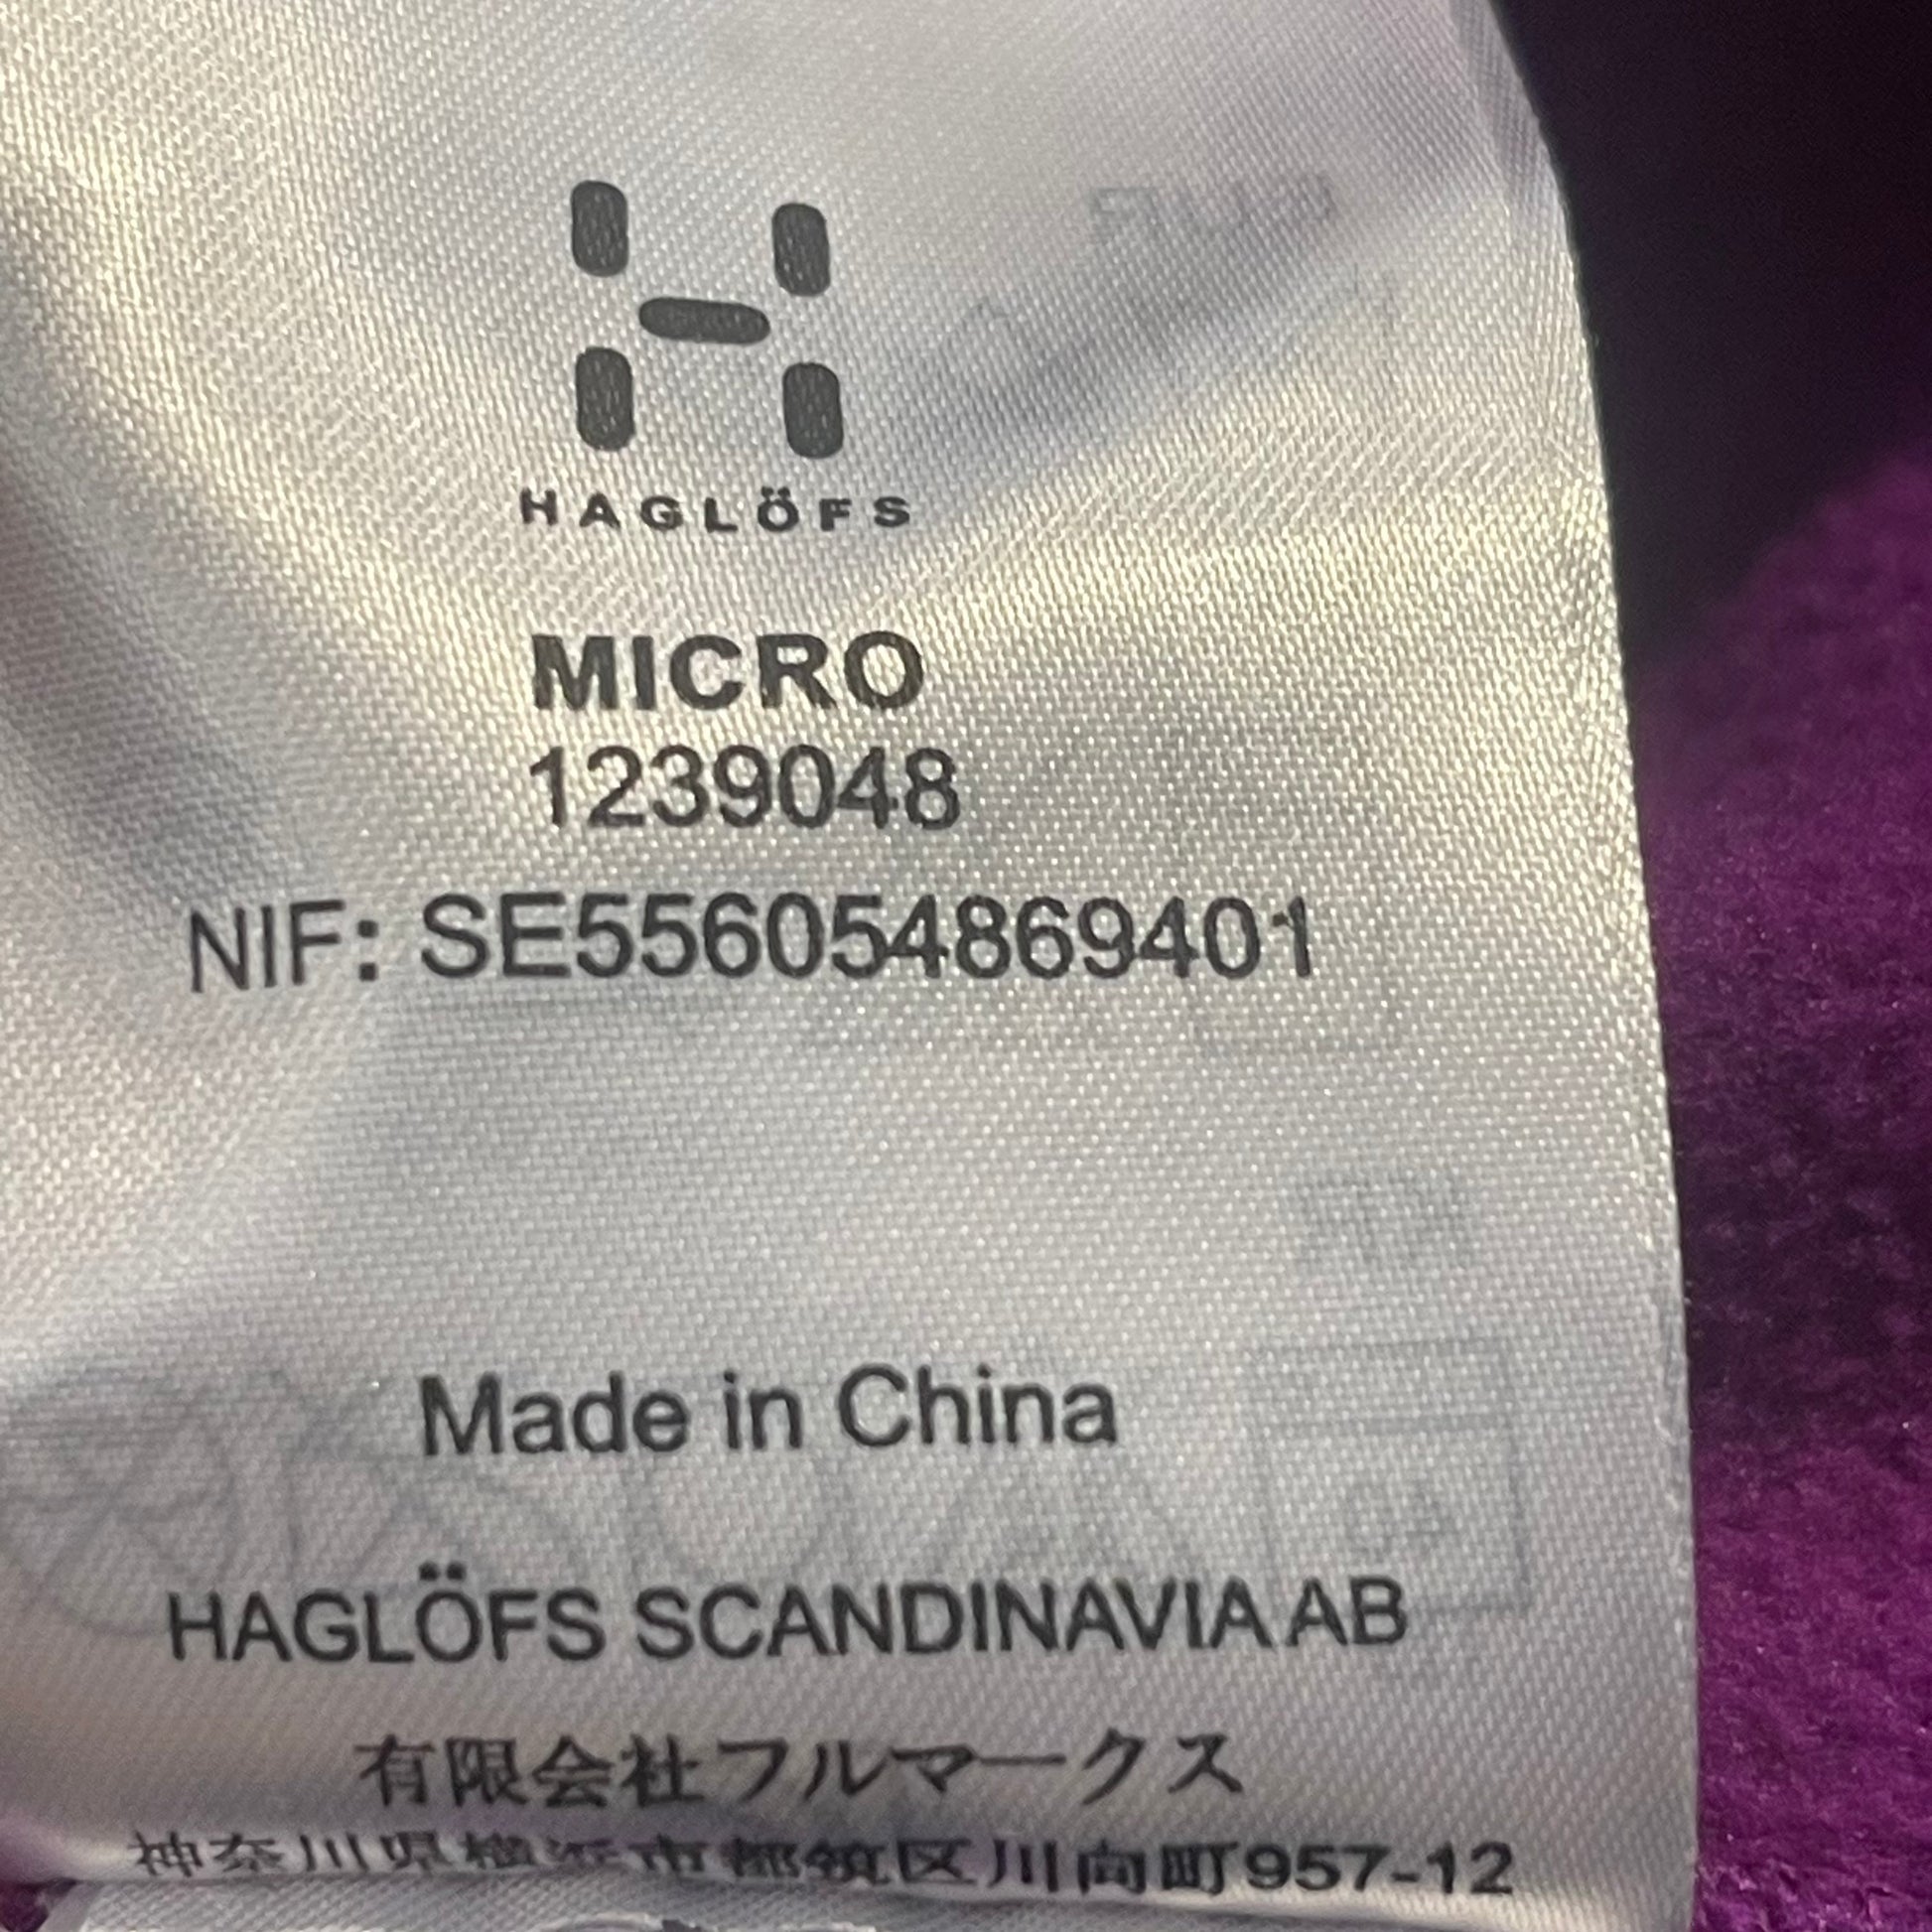 HAGLÖFS
MICRO
1239048
NIF: SE556054869401
Made in China
HAGLÖFS SCANDINAVIA AB
有限会社フルマークス
神奈川県横浜市都筑区川向町957-12